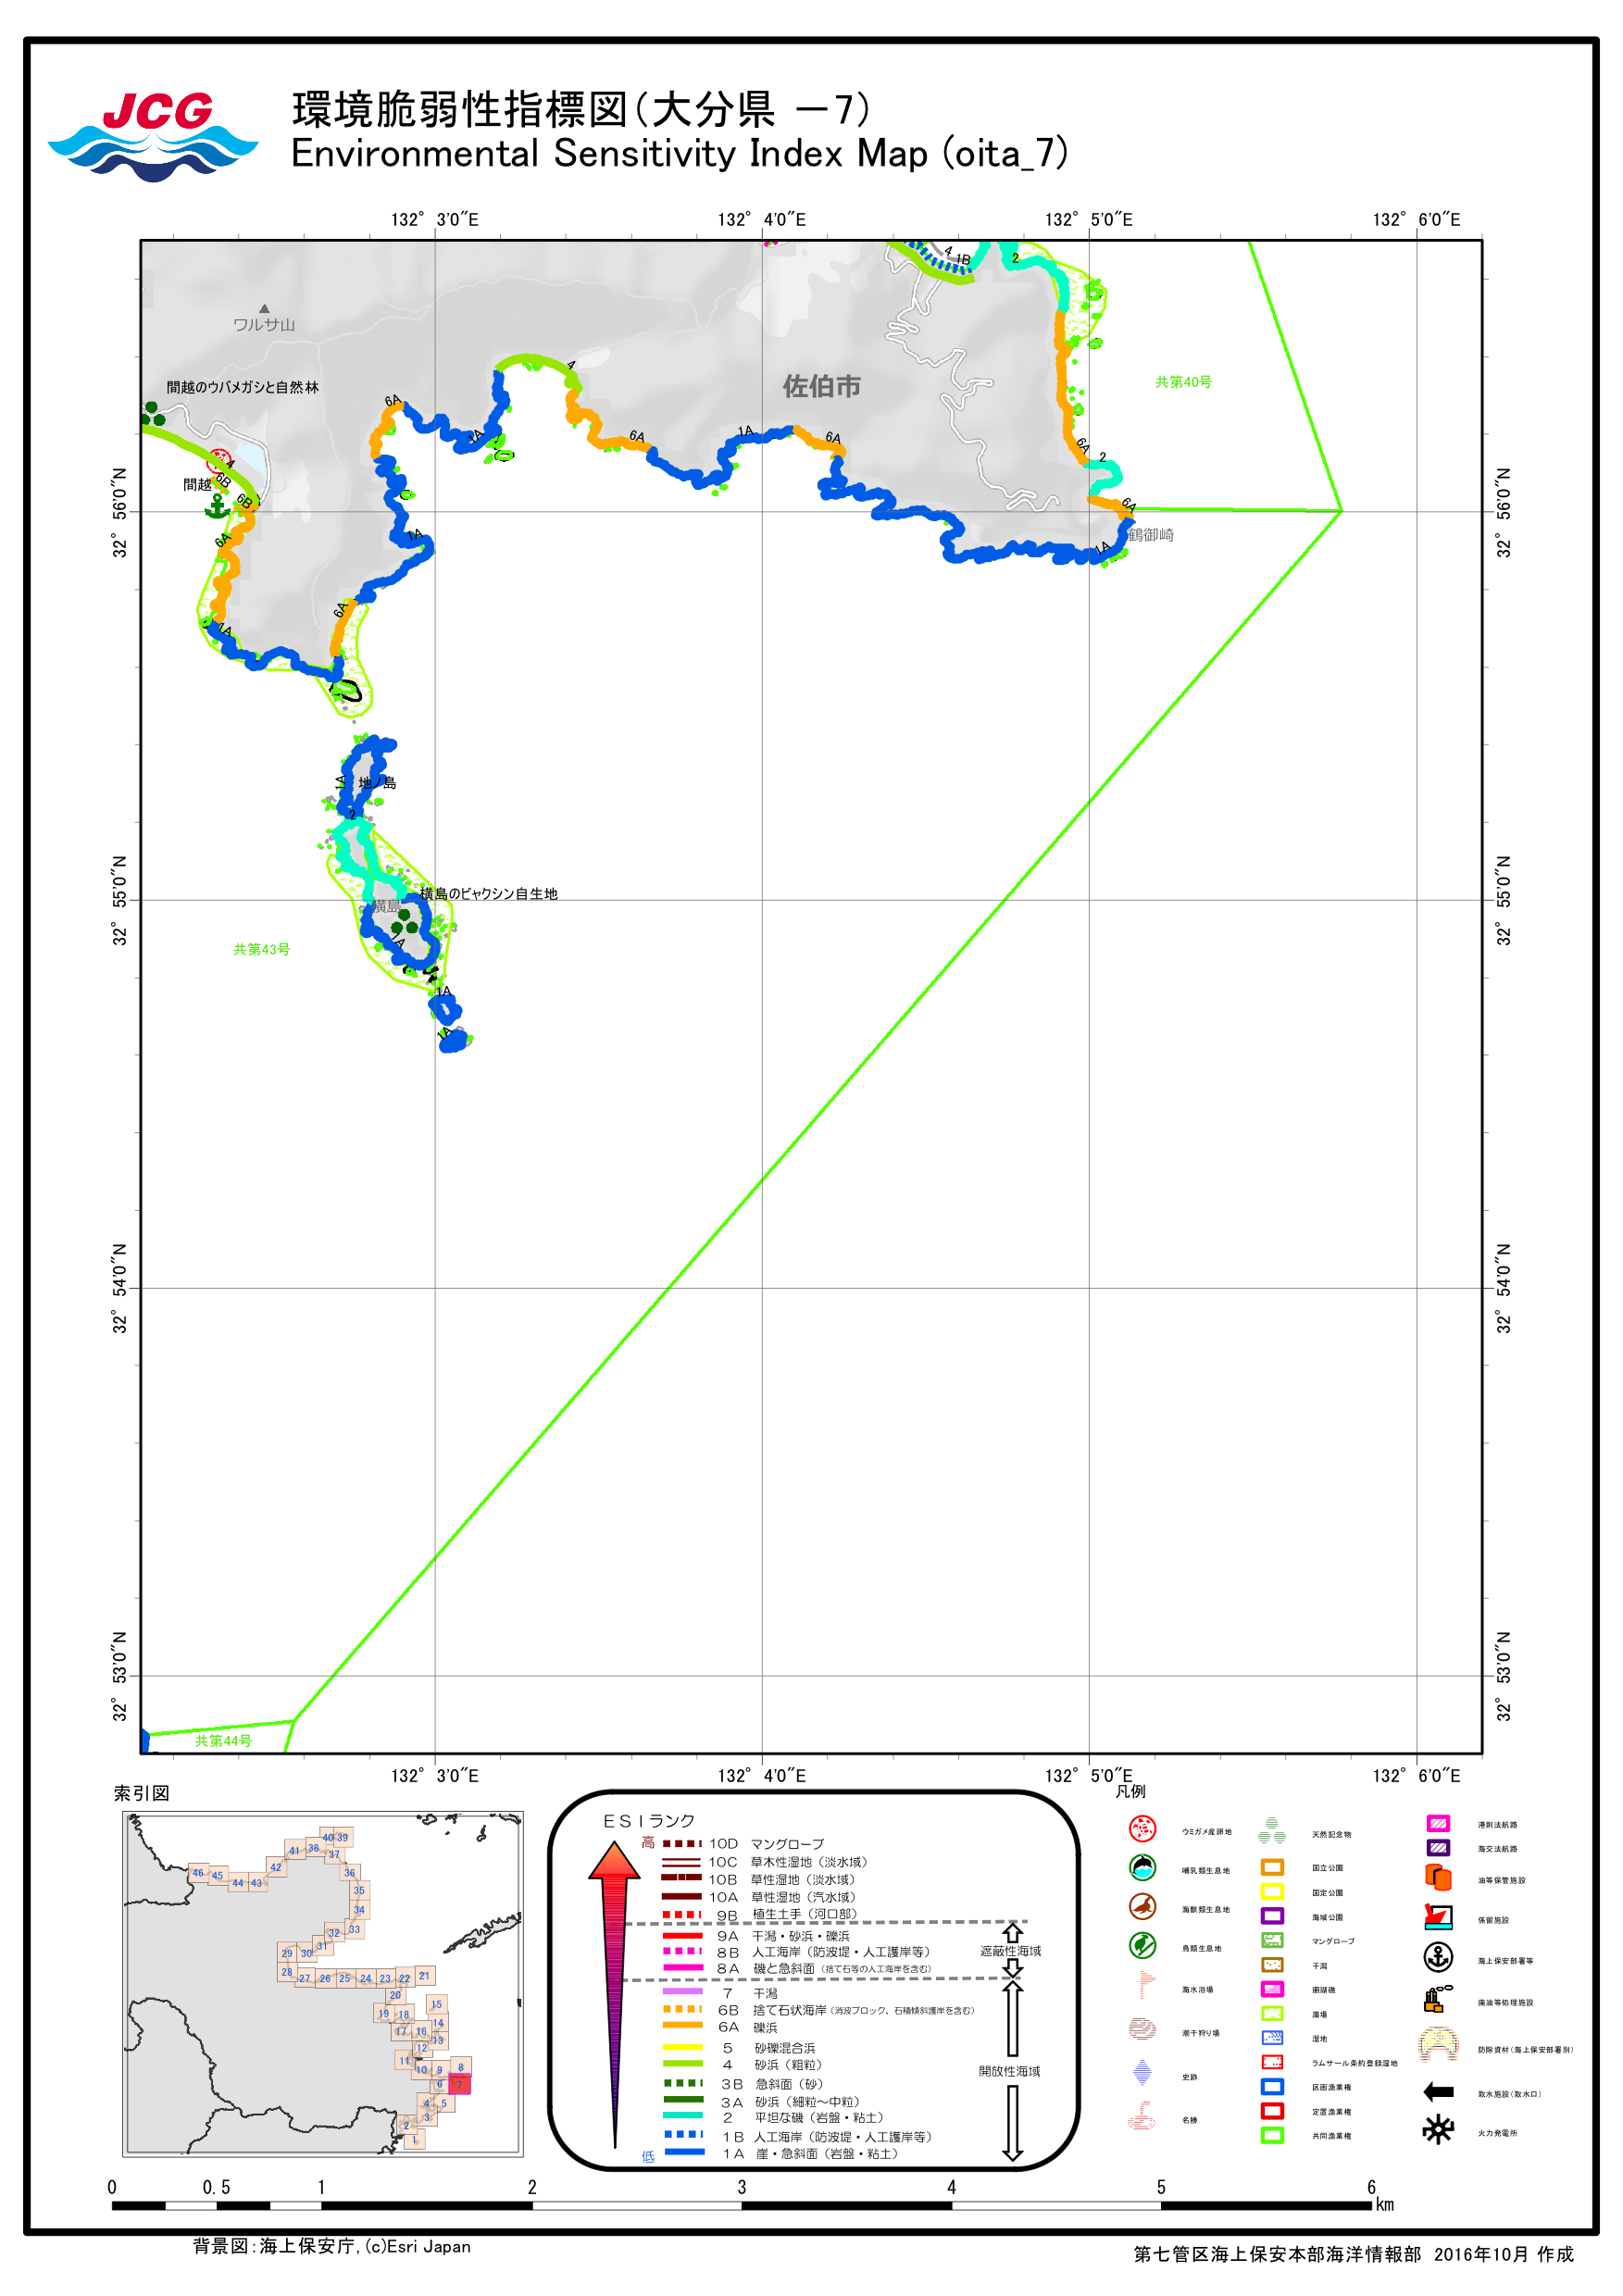 JCG
環境脆弱性指標図(大分県 －7)
Environmental Sensitivity Index Map (oita_7)
132° 3'0"E 132° 4'0"E 132° 5'0"E 132° 6'0"E
4 1B 2
ワルサ山
共第40号
間越のウバメガシと自然林
佐伯市
4
6A 1A 6A 1A 6A 6A 2
4
6B
間越 6B
6A
32° 56'0"N 32° 56'0"N
鶴御崎
6A 1A 1A
6A
1A
1A 地ノ島
2
横島のビャクシン自生地
横島
32° 55'0"N 32° 55'0"N
1A
共第43号
1A
1A
32° 54'0"N 32° 54'0"N
32° 53'0"N 32° 53'0"N
共第44号
132° 3'0"E 132° 4'0"E 132° 5'0"E 132° 6'0"E
索引図
40 39
41 38 37
46 45 44 43 42 36
35
34
32 33
29 30 31
28 27 26 25 24 23 22 21
20
19 18 15
17 16 14
13
12
11 10 9 8
6 7
4 5
3
2
1
ＥＳＩランク
高 10D マングローブ
10C 草木性湿地（淡水域）
10B 草性湿地（淡水域）
10A 草性湿地（汽水域）
9B 植生土手（河口部）
9A 干潟・砂浜・礫浜
8B 人工海岸（防波堤・人工護岸等）
8A 磯と急斜面（捨て石等の人工海岸を含む）
遮蔽性海域
7 干潟
6B 捨て石状海岸（消波ブロック、石積傾斜護岸を含む）
6A 礫浜
5 砂礫混合浜
4 砂浜（粗粒）
3B 急斜面（砂）
3A 砂浜（細粒～中粒）
2 平坦な磯（岩盤・粘土）
1B 人工海岸（防波堤・人工護岸等）
低 1A 崖・急斜面（岩盤・粘土）
開放性海域
凡例
ウミガメ産卵地
哺乳類生息地
海獣類生息地
鳥類生息地
海水浴場
潮干狩り場
史跡
名勝
天然記念物
国立公園
国定公園
海域公園
マングローブ
干潟
珊瑚礁
藻場
湿地
ラムサール条約登録湿地
区画漁業権
定置漁業権
共同漁業権
港則法航路
海交法航路
油等保管施設
保留施設
海上保安部署等
廃油等処理施設
防除資材(海上保安部署別)
取水施設(取水口)
火力発電所
0 0.5 1 2 3 4 5 6
km
背景図:海上保安庁, (c)Esri Japan
第七管区海上保安本部海洋情報部 2016年10月 作成